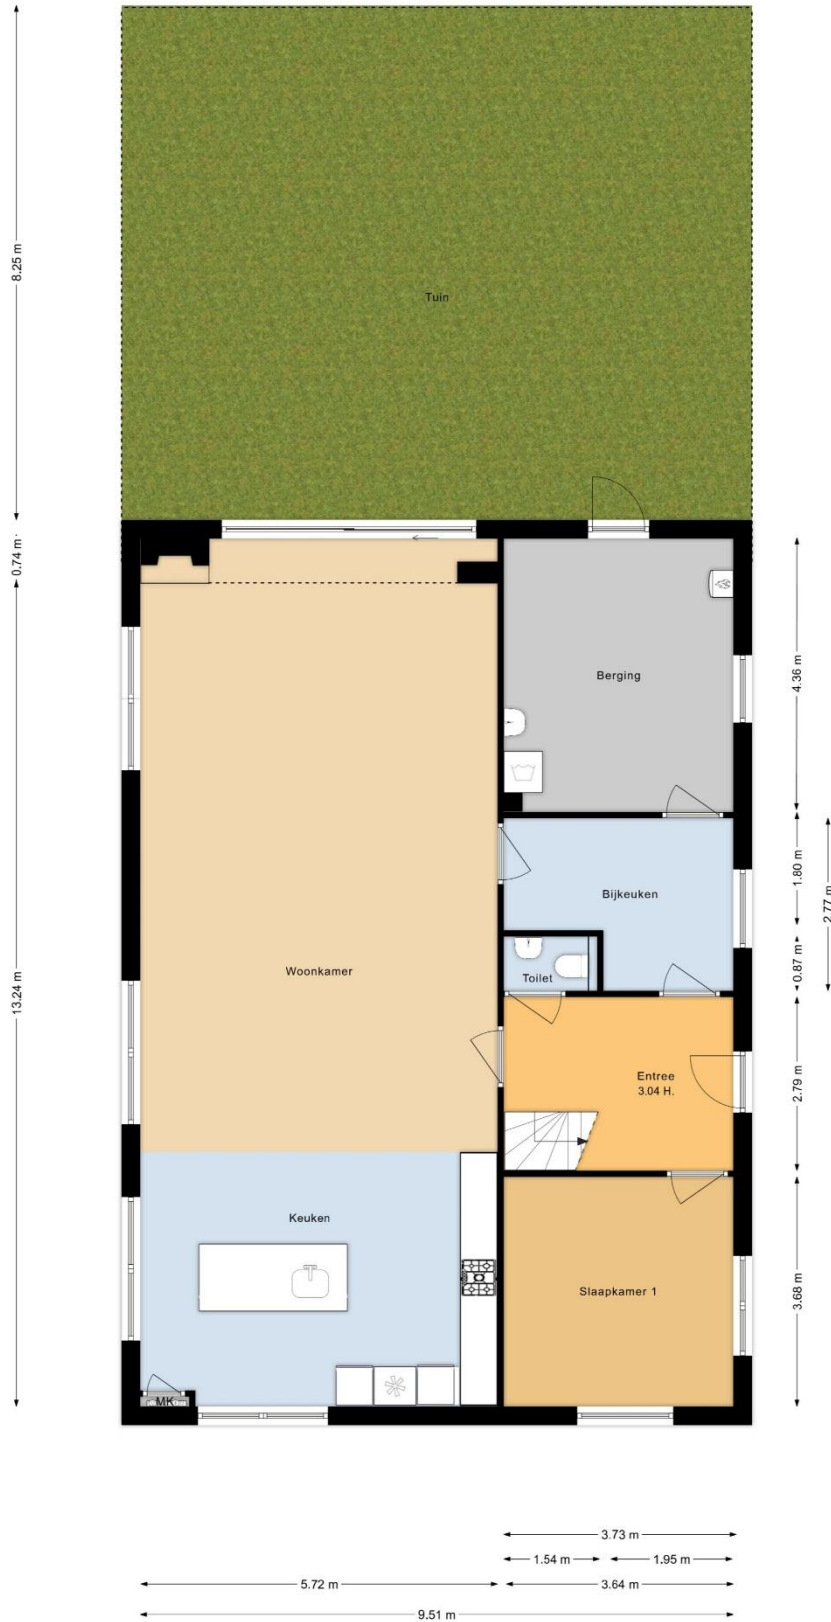 8.25 m
Tuin
0.74 m
4.36 m
Berging
1.80 m
2.77 m
Bijkeuken
0.87 m
Woonkamer
Toilet
13.24 m
Entree
3.04 H.
2.79 m
Keuken
Slaapkamer 1
3.68 m
MK
3.73 m
1.54 m
1.95 m
5.72 m
3.64 m
9.51 m